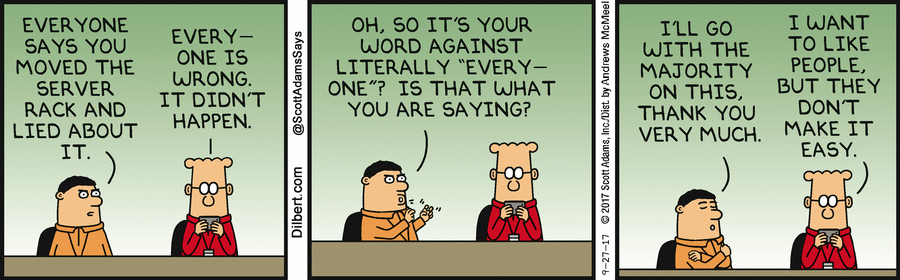 EVERYONE
SAYS YOU
MOVED THE
SERVER
RACK AND
LIED ABOUT
IT.
EVERY—
ONE IS
WRONG.
IT DIDN'T
HAPPEN.
Dilbert.com @ScottAdamsSays
OH, SO IT'S YOUR
WORD AGAINST
LITERALLY "EVERY—
ONE"? IS THAT WHAT
YOU ARE SAYING?
9-27-17 © 2017 Scott Adams, Inc./Dist. by Andrews McMeel
I'LL GO
WITH THE
MAJORITY
ON THIS,
THANK YOU
VERY MUCH.
I WANT
TO LIKE
PEOPLE,
BUT THEY
DON'T
MAKE IT
EASY.